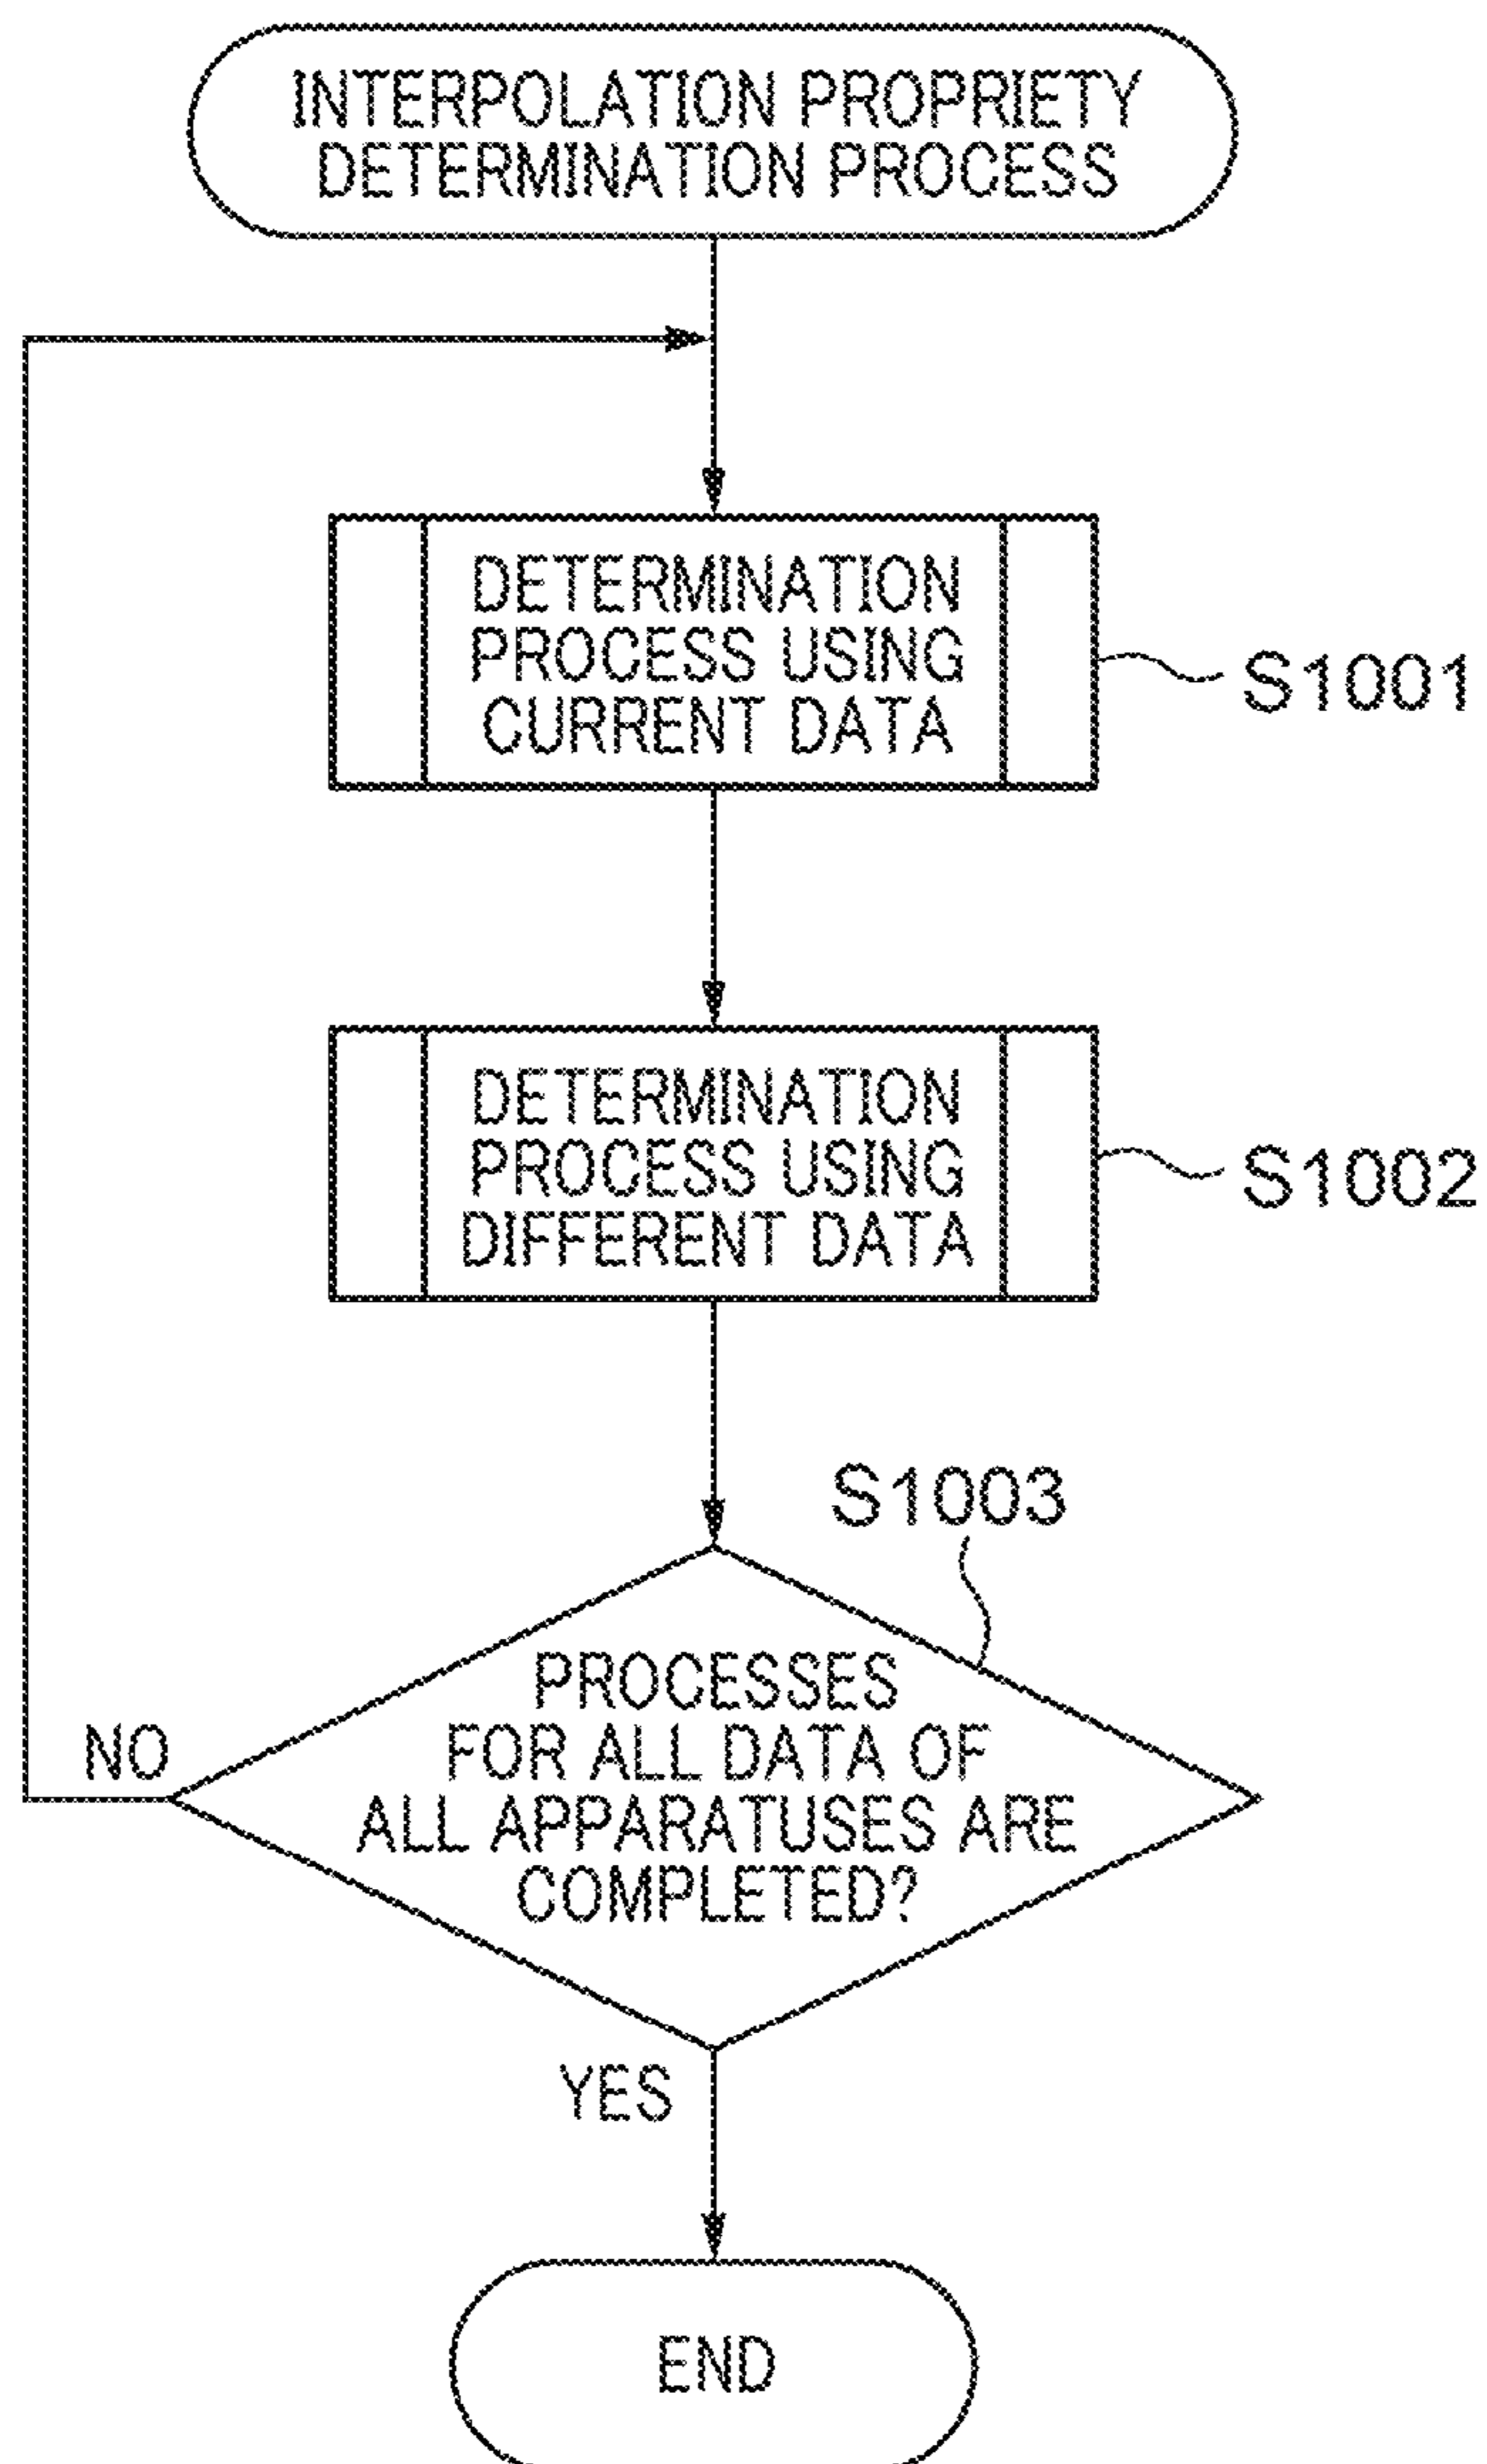 INTERPOLATION PROPRIETY
DETERMINATION PROCESS
DETERMINATION
PROCESS USING
CURRENT DATA
S1001
DETERMINATION
PROCESS USING
DIFFERENT DATA
S1002
S1003
PROCESSES
FOR ALL DATA OF
ALL APPARATUSES ARE
COMPLETED?
NO
YES
END